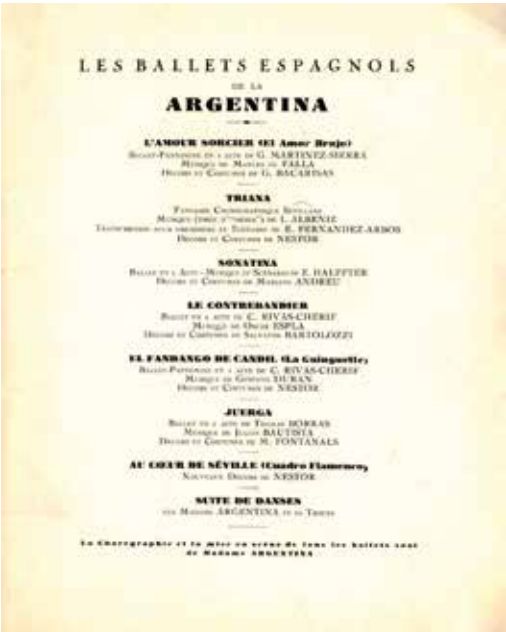 LES BALLETS ESPAGNOLS
DE LA
ARGENTINA
L'AMOUR SORCIER (El Amor Brujo)
BALLET-PANTOMIME EN 1 ACTE DE G. MARTINEZ-SIERRA
MUSIQUE DE MANUEL DE FALLA
DÉCORS ET COSTUMES DE G. BACARISAS
TRIANA
FANTAISIE CHORÉGRAPHIQUE SEVILLANE
MUSIQUE (TIRÉE D'"IBERIA") DE I. ALBENIZ
TRANSCRIPTION POUR ORCHESTRE ET SCÉNARIO DE E. FERNANDEZ-ARBOS
DÉCORS ET COSTUMES DE NESTOR
SONATINA
BALLET EN 1 ACTE - MUSIQUE ET SCÉNARIO DE E. HALFFTER
DÉCORS ET COSTUMES DE MARIANO ANDREU
LE CONTREBANDIER
BALLET EN 1 ACTE DE C. RIVAS-CHERIF
MUSIQUE DE OSCAR ESPLA
DÉCORS ET COSTUMES DE SALVATOR BARTOLOZZI
EL FANDANGO DE CANDIL (La Guinguette)
BALLET-PANTOMIME EN 1 ACTE DE C. RIVAS-CHERIF
MUSIQUE DE GUSTAVO DURAN
DÉCORS ET COSTUMES DE NESTOR
JUERGA
BALLET EN 1 ACTE DE THOMAS BORRAS
MUSIQUE DE JULIAN BAUTISTA
DÉCORS ET COSTUMES DE M. FONTANALS
AU CŒUR DE SÉVILLE (Cuadro Flamenco)
NOUVEAUX DÉCORS DE NESTOR
SUITE DE DANSES
PAR MADAME ARGENTINA ET SA TROUPE
La Chorégraphie et la mise en scène de tous les ballets sont
de Madame ARGENTINA